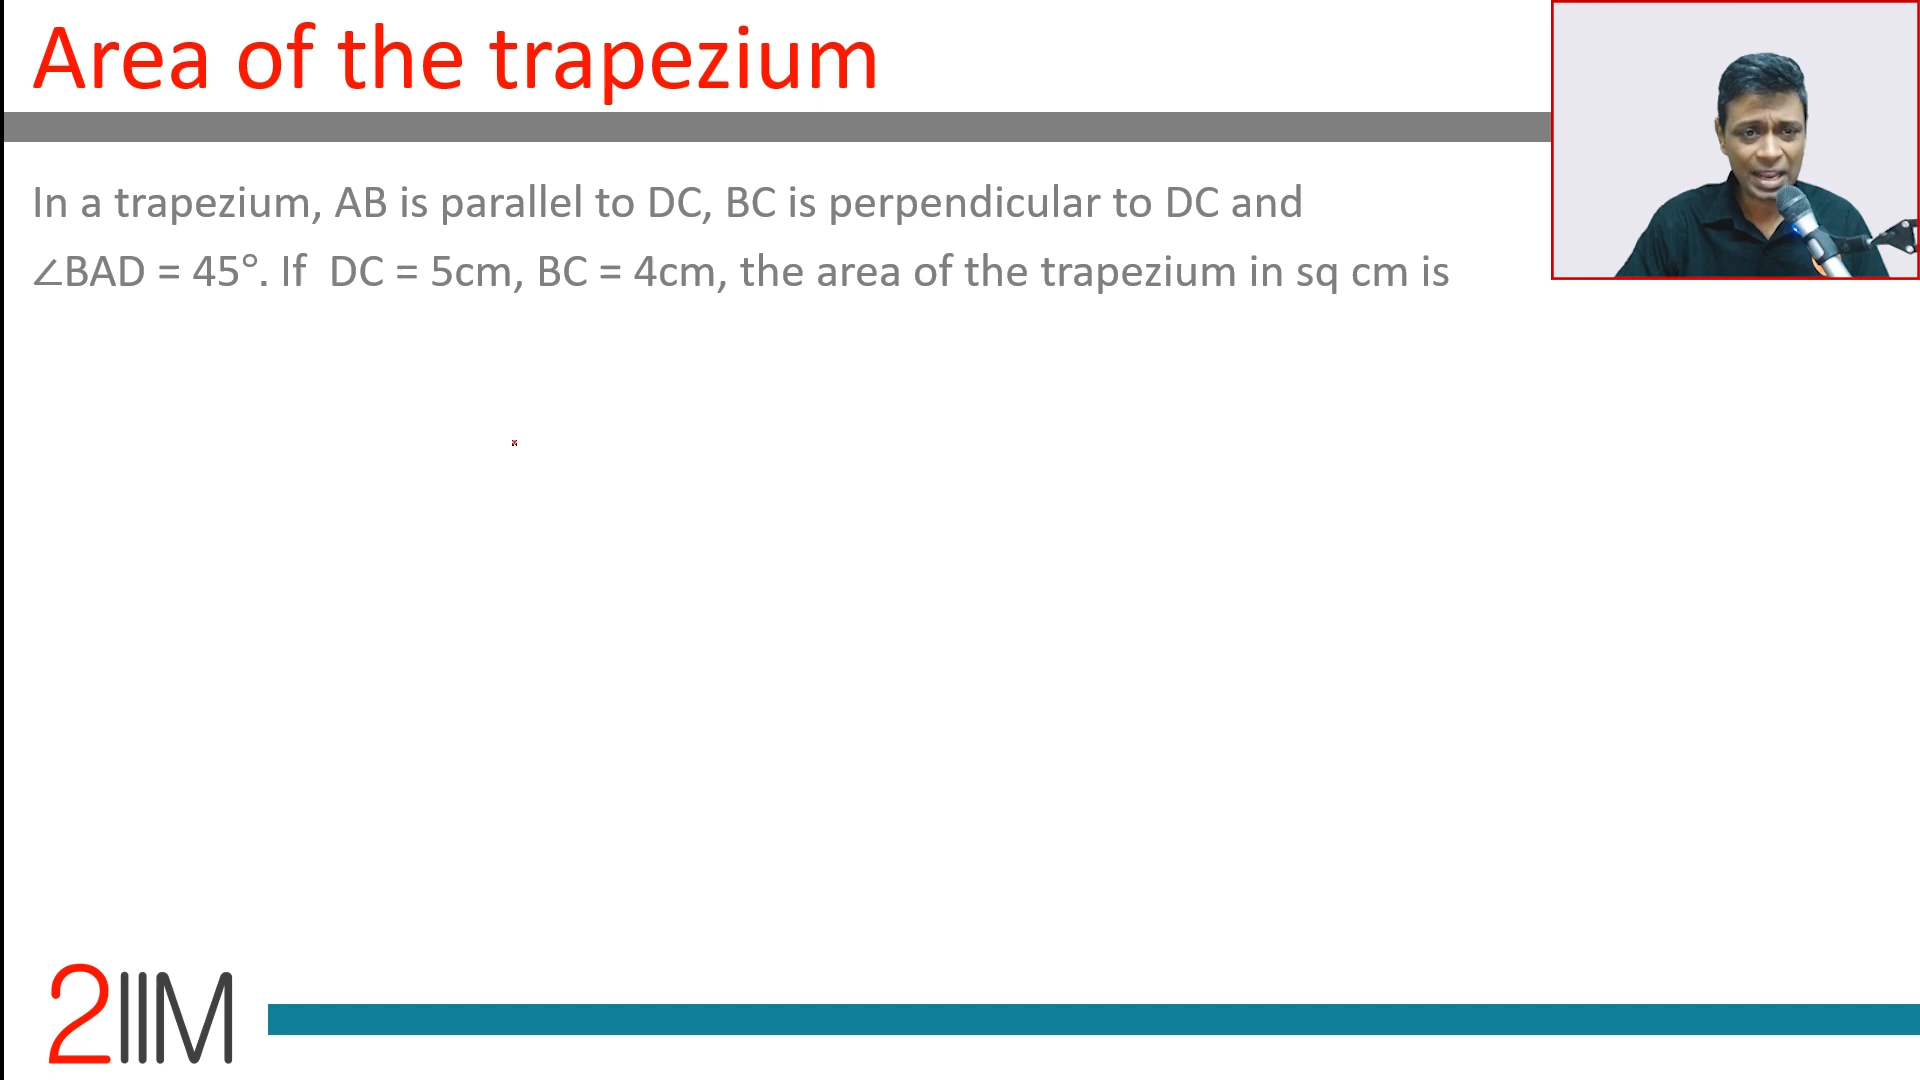 Area of the trapezium
In a trapezium, AB is parallel to DC, BC is perpendicular to DC and
∠BAD = 45°. If  DC = 5cm, BC = 4cm, the area of the trapezium in sq cm is
2IIM